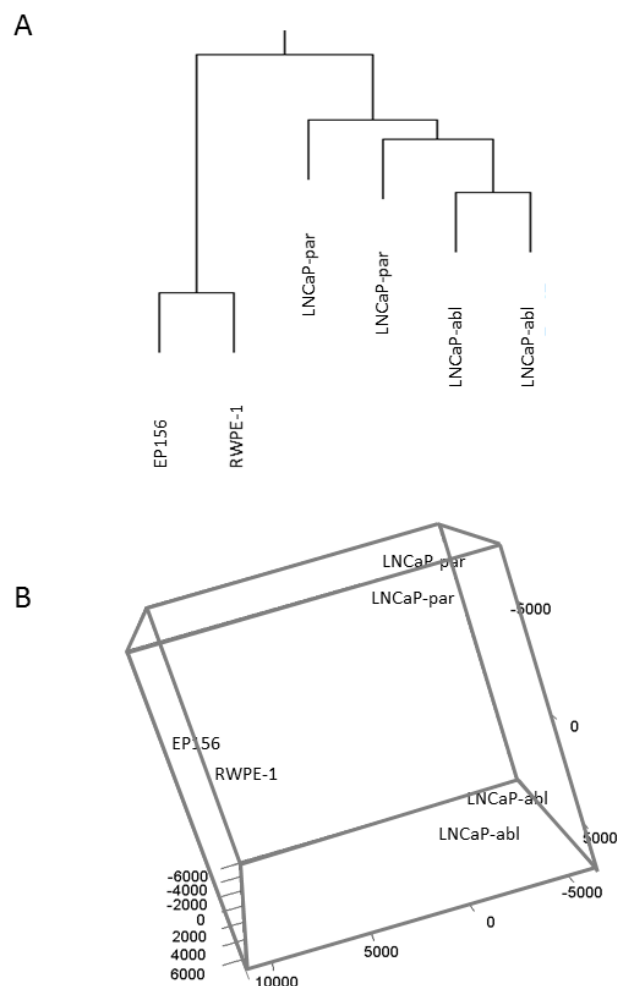 A
LNCaP-par
LNCaP-par
LNCaP-abl
LNCaP-abl
EP156
RWPE-1
B
LNCaP-par
LNCaP-par
-5000
0
5000
EP156
RWPE-1
LNCaP-abl
LNCaP-abl
-6000
-4000
-2000
0
2000
4000
6000
10000
5000
0
-5000